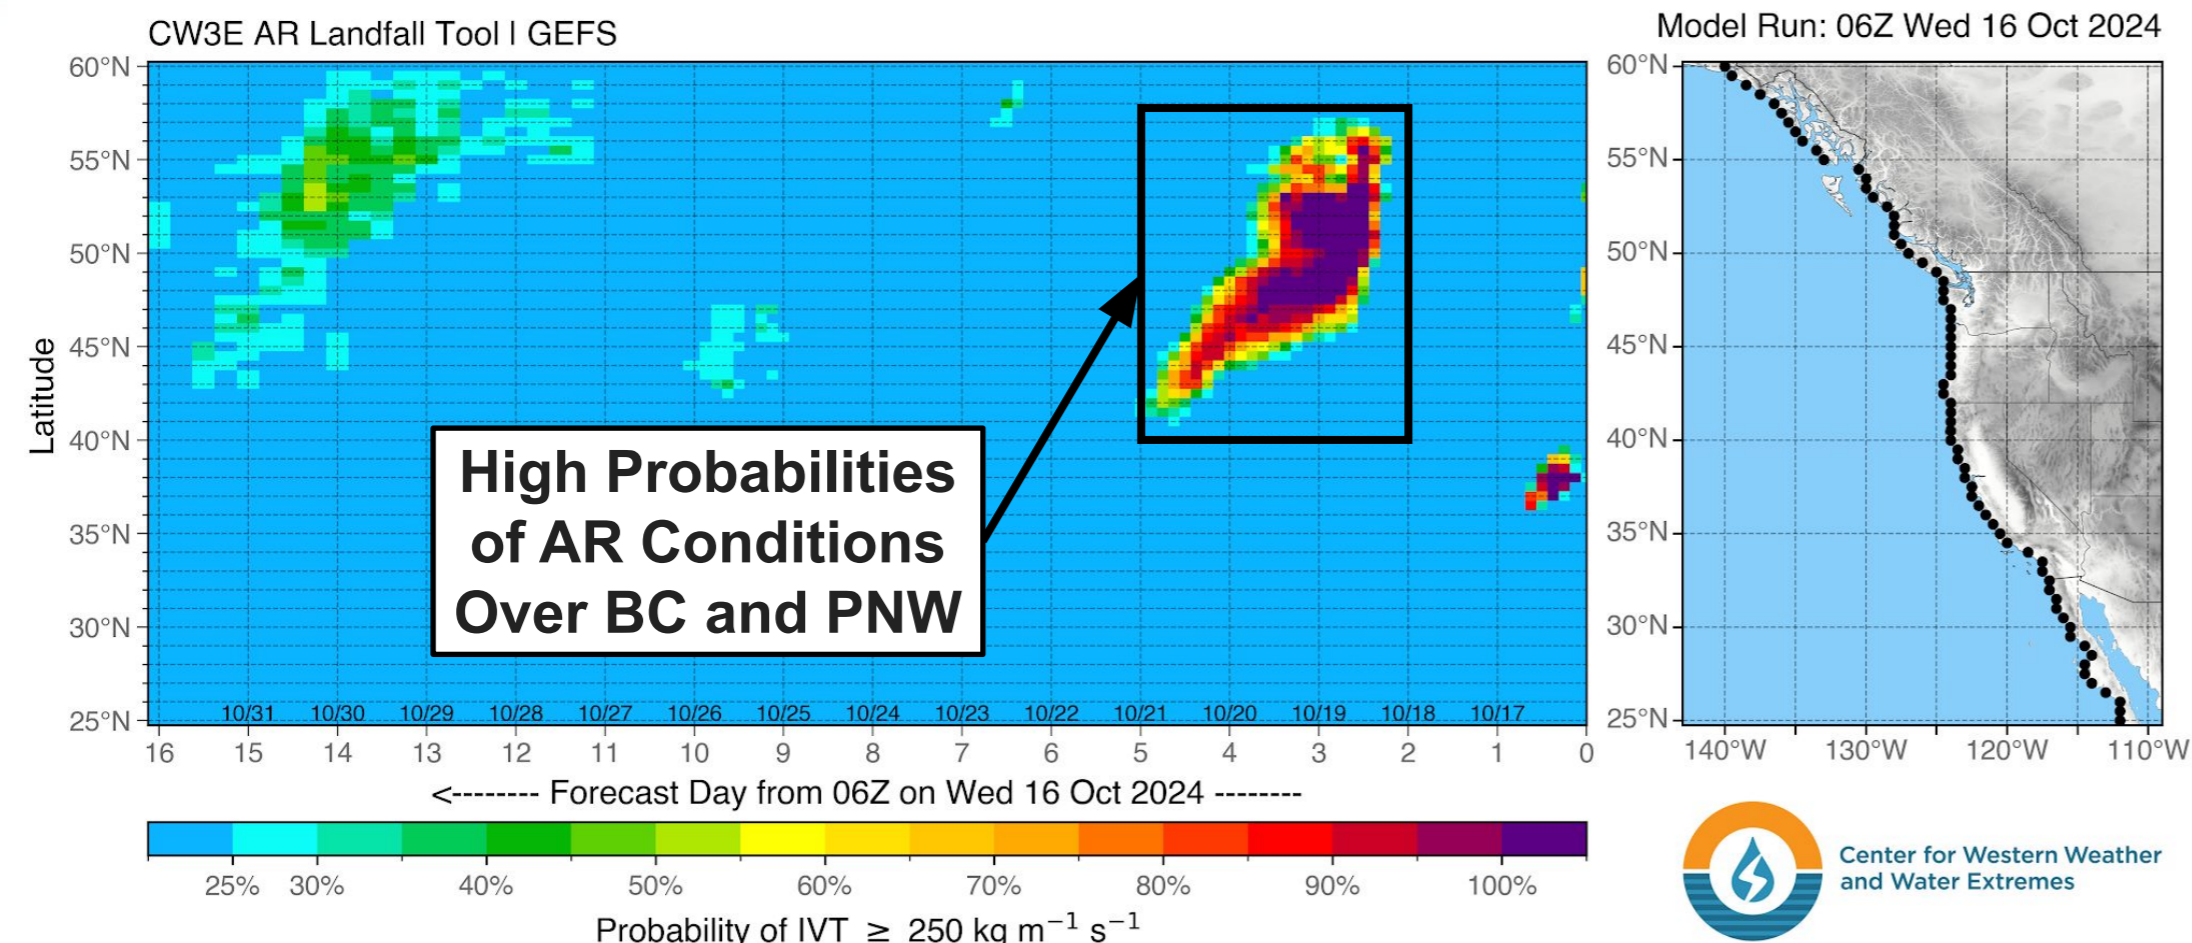 CW3E AR Landfall Tool | GEFS
Model Run: 06Z Wed 16 Oct 2024
60°N
55°N
50°N
45°N
40°N
35°N
30°N
25°N
Latitude
High Probabilities
of AR Conditions
Over BC and PNW
10/31 10/30 10/29 10/28 10/27 10/26 10/25 10/24 10/23 10/22 10/21 10/20 10/19 10/18 10/17
16 15 14 13 12 11 10 9 8 7 6 5 4 3 2 1 0
<-------- Forecast Day from 06Z on Wed 16 Oct 2024 --------
25% 30% 40% 50% 60% 70% 80% 90% 100%
Probability of IVT ≥ 250 kg m⁻¹ s⁻¹
60°N
55°N
50°N
45°N
40°N
35°N
30°N
25°N
140°W 130°W 120°W 110°W
Center for Western Weather
and Water Extremes